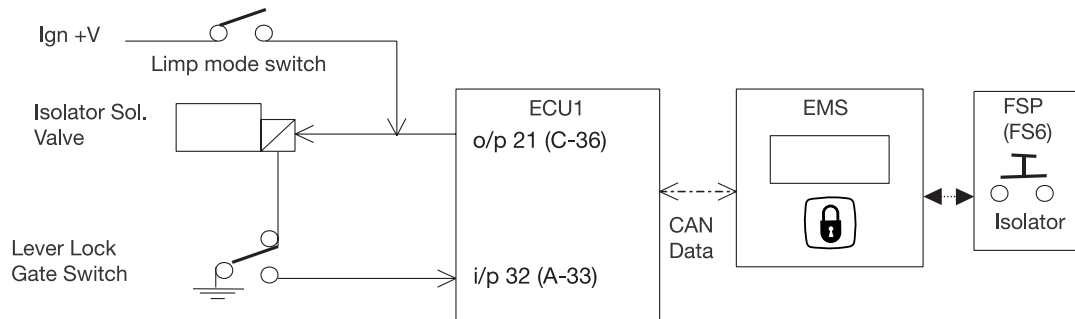 Ign +V
Limp mode switch
Isolator Sol.
Valve
ECU1
o/p 21 (C-36)
EMS
FSP
(FS6)
Isolator
CAN
Data
Lever Lock
Gate Switch
i/p 32 (A-33)